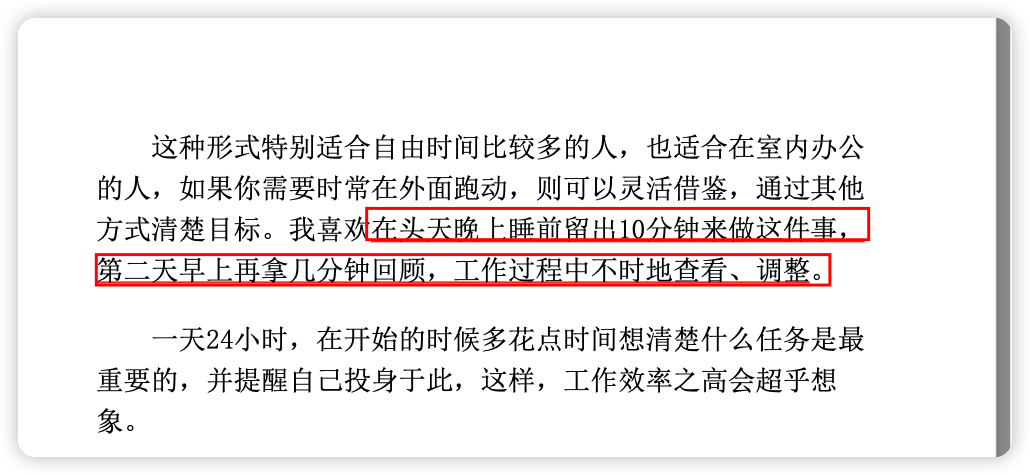 这种形式特别适合自由时间比较多的人，也适合在室内办公
的人，如果你需要时常在外面跑动，则可以灵活借鉴，通过其他
方式清楚目标。我喜欢在头天晚上睡前留出10分钟来做这件事，
第二天早上再拿几分钟回顾，工作过程中不时地查看、调整。
一天24小时，在开始的时候多花点时间想清楚什么任务是最
重要的，并提醒自己投身于此，这样，工作效率之高会超乎想
象。